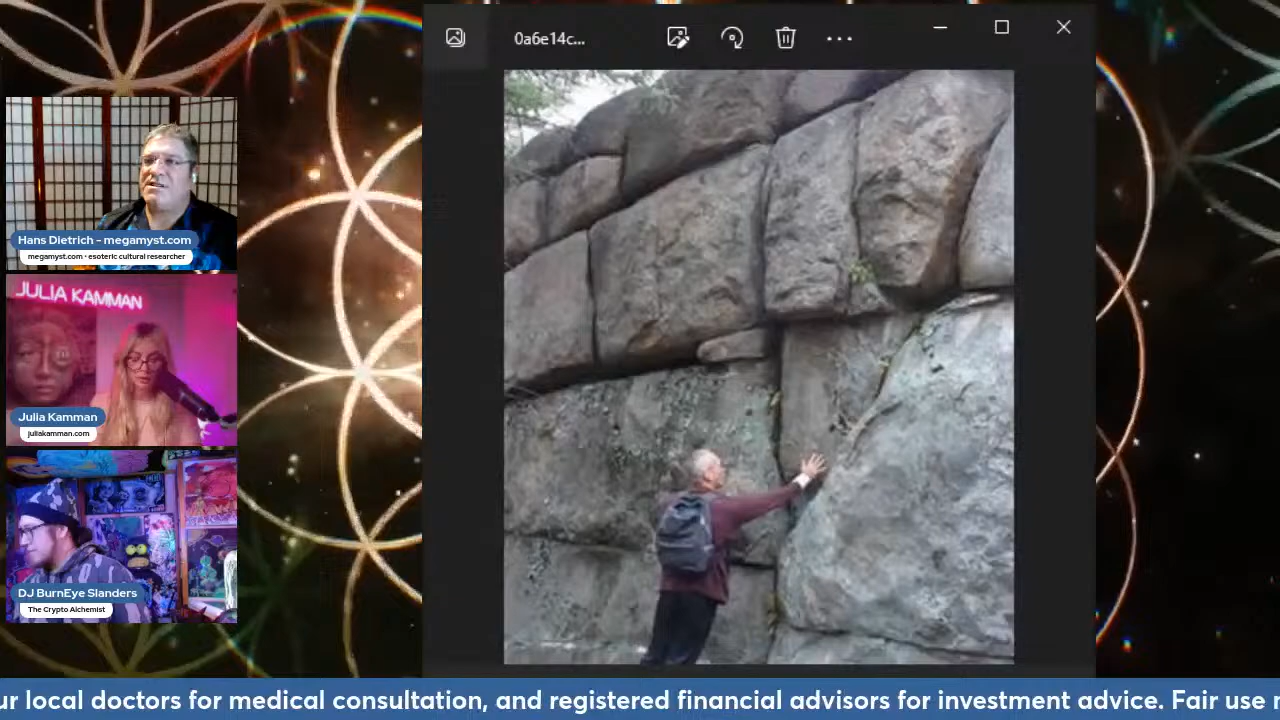 0a6e14c...
Hans Dietrich - megamyst.com
megamyst.com • esoteric cultural researcher
JULIA KAMMAN
Julia Kamman
juliakamman.com
DJ BurnEye Slanders
The Crypto Alchemist
local doctors for medical consultation, and registered financial advisors for investment advice. Fair use